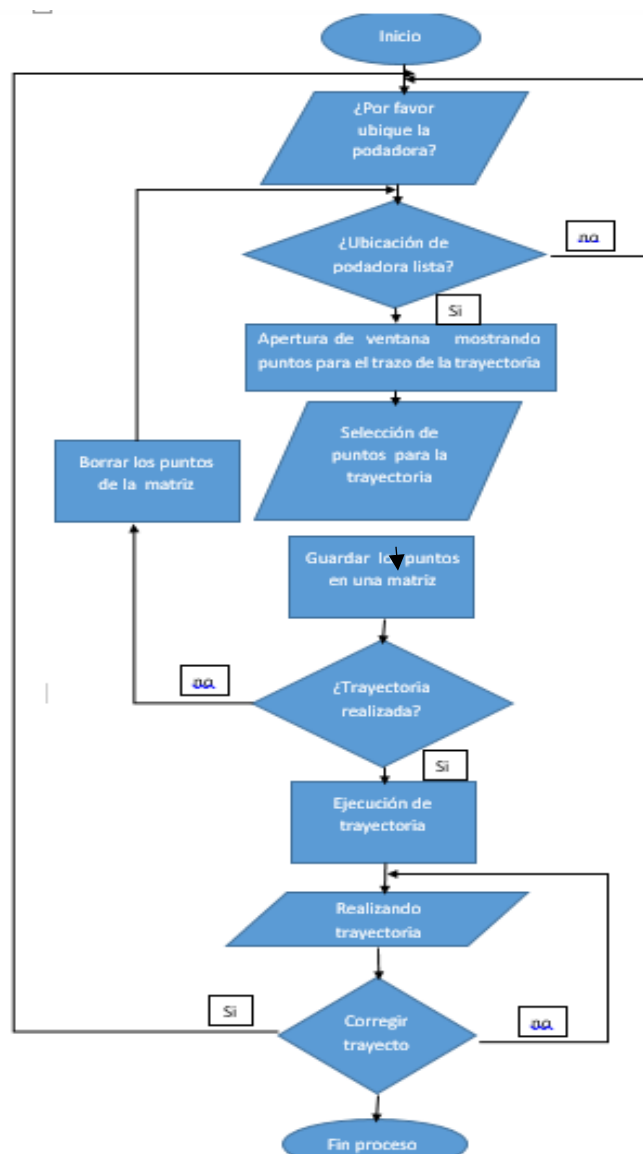 Inicio
¿Por favor
ubique la
podadora?
¿Ubicación de
podadora lista?
no
Si
Apertura de ventana mostrando
puntos para el trazo de la trayectoria
Selección de
puntos para la
trayectoria
Borrar los puntos
de la matriz
Guardar los puntos
en una matriz
no
¿Trayectoria
realizada?
Si
Ejecución de
trayectoria
Realizando
trayectoria
Si
Corregir
trayecto
no
Fin proceso